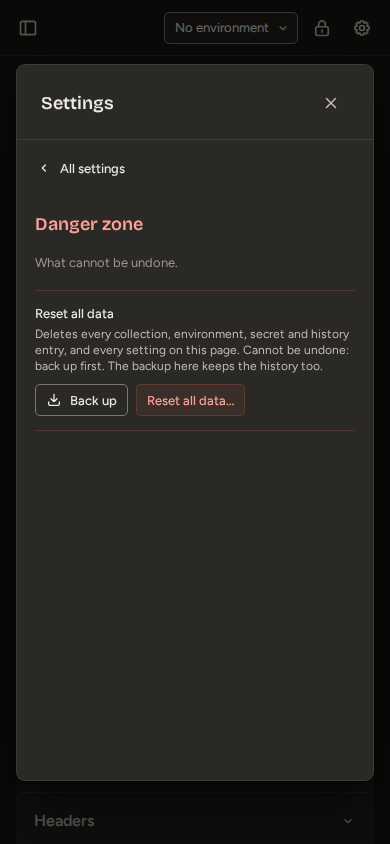 No environment
Settings
All settings
Danger zone
What cannot be undone.
Reset all data
Deletes every collection, environment, secret and history
entry, and every setting on this page. Cannot be undone:
back up first. The backup here keeps the history too.
Back up
Reset all data...
Headers